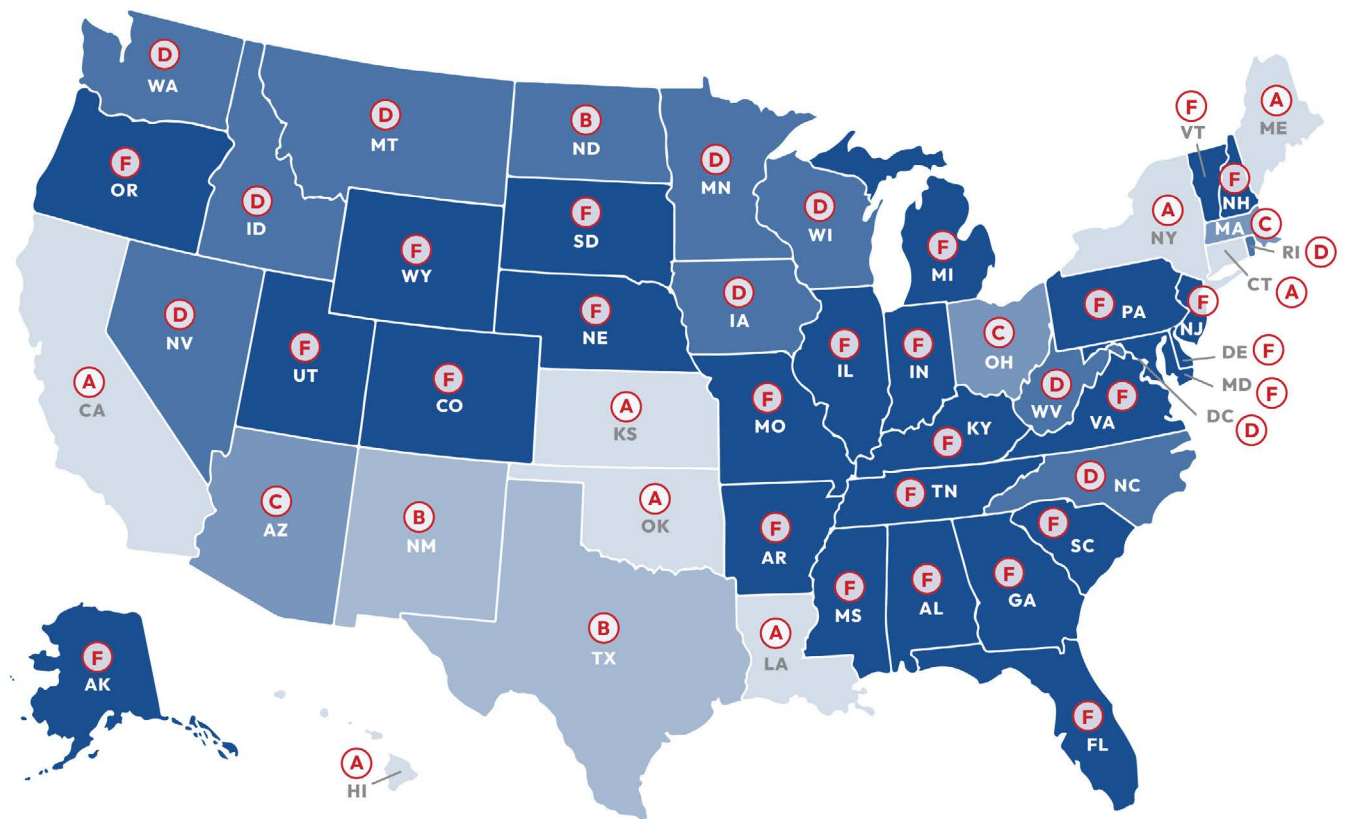 D
WA
D
MT
B
ND
D
MN
F
VT
A
ME
F
OR
D
ID
F
SD
D
WI
F
NH
A
NY
MA C
RI D
CT A
F
WY
F
MI
D
NV
F
NE
D
IA
F
PA
F
NJ
F
UT
F
IL
F
IN
C
OH
DE F
MD F
DC D
A
CA
F
CO
A
KS
F
MO
D
WV
F
VA
F KY
C
AZ
B
NM
A
OK
F TN
D NC
F
AR
F
SC
F
MS
F
AL
F
GA
B
TX
A
LA
F
AK
F
FL
A
HI